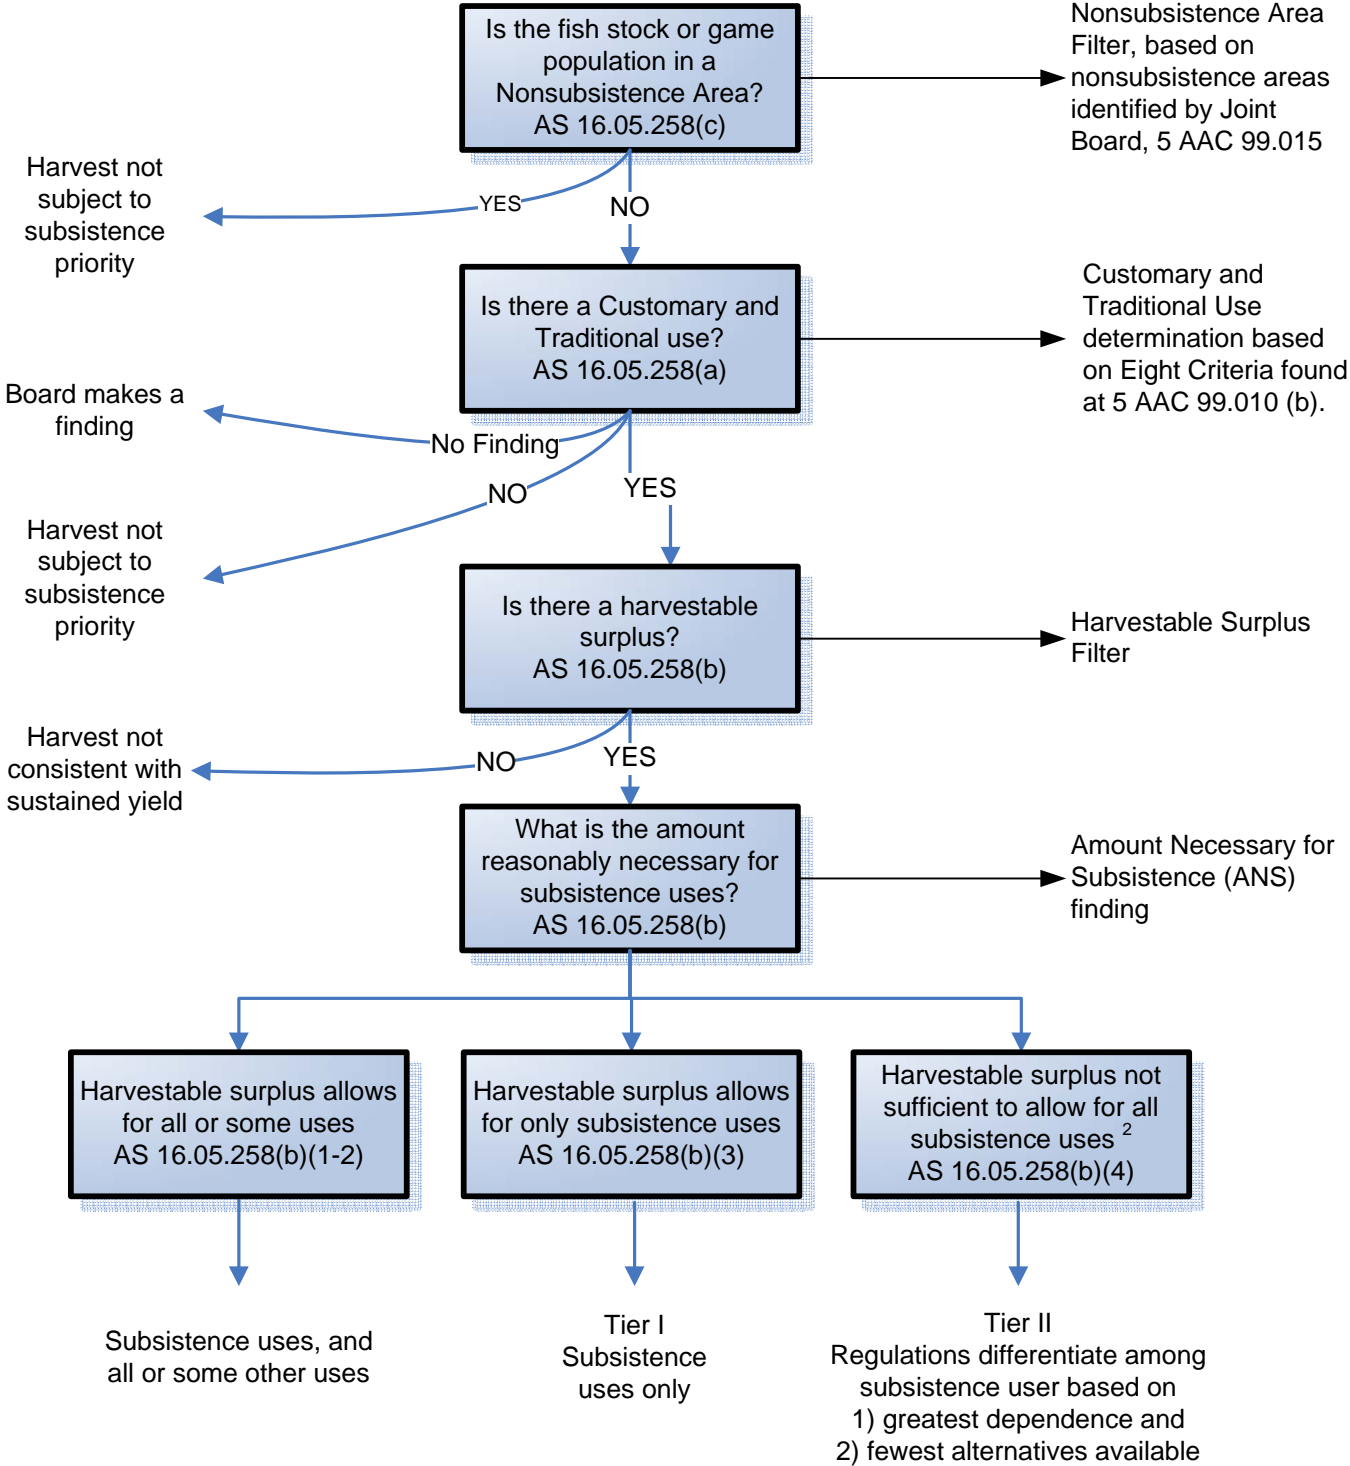 Is the fish stock or game
population in a
Nonsubsistence Area?
AS 16.05.258(c)
Nonsubsistence Area
Filter, based on
nonsubsistence areas
identified by Joint
Board, 5 AAC 99.015
Harvest not
subject to
subsistence
priority
YES
NO
Is there a Customary and
Traditional use?
AS 16.05.258(a)
Customary and
Traditional Use
determination based
on Eight Criteria found
at 5 AAC 99.010 (b).
Board makes a
finding
No Finding
NO
YES
Harvest not
subject to
subsistence
priority
Is there a harvestable
surplus?
AS 16.05.258(b)
Harvestable Surplus
Filter
Harvest not
consistent with
sustained yield
NO
YES
What is the amount
reasonably necessary for
subsistence uses?
AS 16.05.258(b)
Amount Necessary for
Subsistence (ANS)
finding
Harvestable surplus allows
for all or some uses
AS 16.05.258(b)(1-2)
Harvestable surplus allows
for only subsistence uses
AS 16.05.258(b)(3)
Harvestable surplus not
sufficient to allow for all
subsistence uses 2
AS 16.05.258(b)(4)
Subsistence uses, and
all or some other uses
Tier I
Subsistence
uses only
Tier II
Regulations differentiate among
subsistence user based on
1) greatest dependence and
2) fewest alternatives available